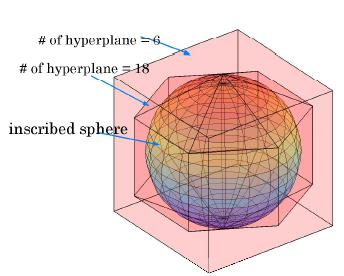 # of hyperplane = 6
# of hyperplane = 18
inscribed sphere